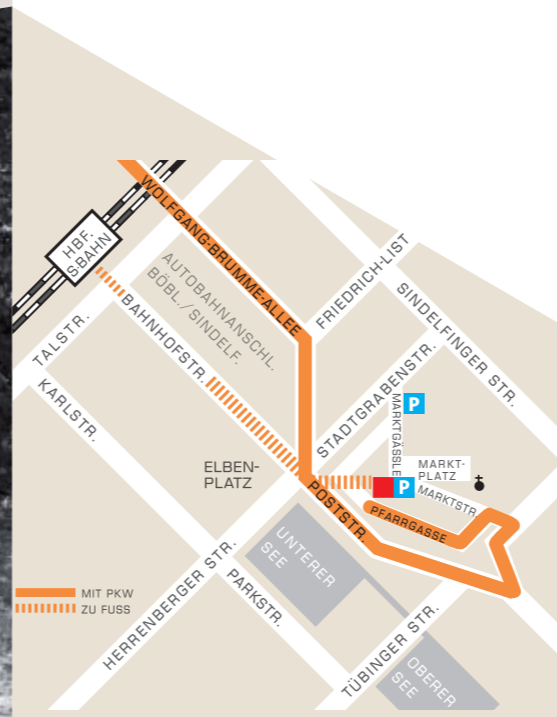 WOLFGANG-BRUMME-ALLEE
HBF.
S-BAHN
AUTOBAHNANSCHL.
BÖBL./SINDELF.
FRIEDRICH-LIST
SINDELFINGER STR.
BAHNHOFSTR.
TALSTR.
KARLSTR.
STADTGRABENSTR.
P
MARKTGÄSSLE
ELBEN-
PLATZ
MARKT-
PLATZ
P
MARKTSTR.
POSTSTR.
PFARRGASSE
UNTERER
SEE
HERRENBERGER STR.
PARKSTR.
TÜBINGER STR.
OBERER
SEE
MIT PKW
ZU FUSS